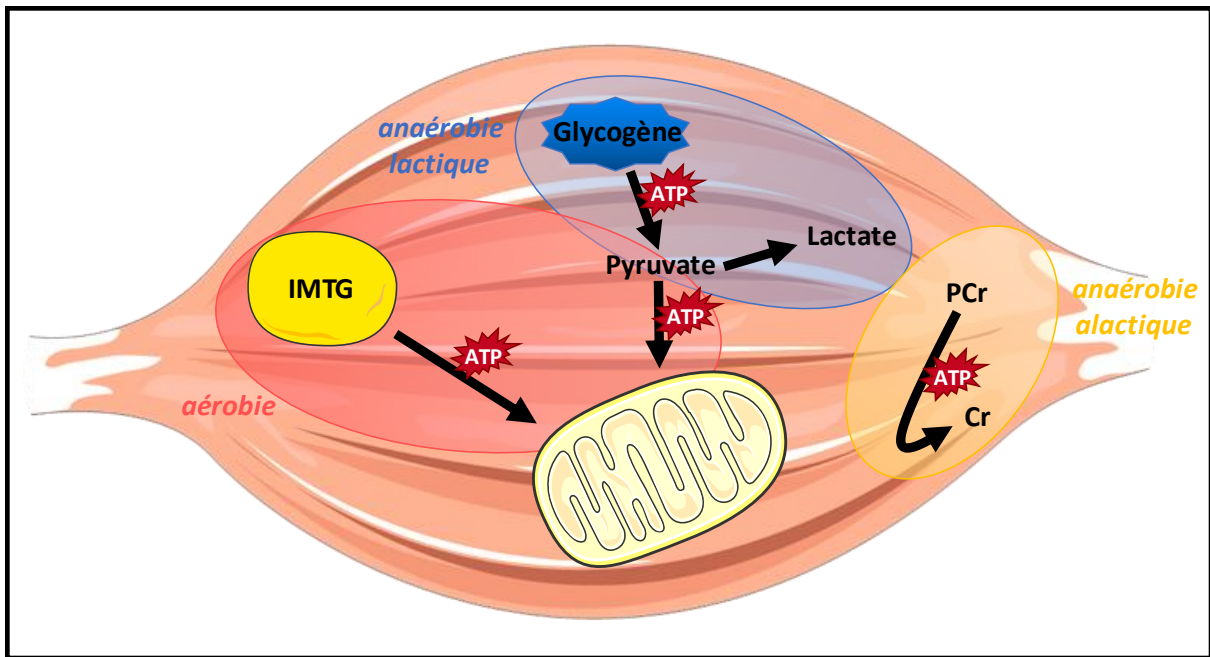 anaérobie
lactique
Glycogène
ATP
Lactate
Pyruvate
ATP
IMTG
ATP
aérobie
PCr
ATP
Cr
anaérobie
alactique